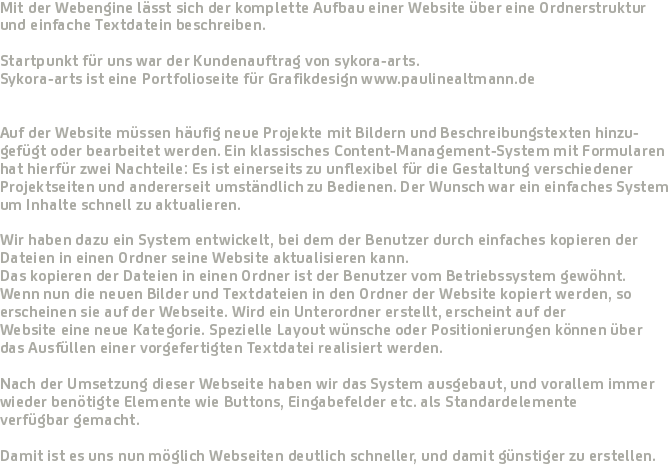 Mit der Webengine lässt sich der komplette Aufbau einer Website über eine Ordnerstruktur
und einfache Textdatein beschreiben.
Startpunkt für uns war der Kundenauftrag von sykora-arts.
Sykora-arts ist eine Portfolioseite für Grafikdesign www.paulinealtmann.de
Auf der Website müssen häufig neue Projekte mit Bildern und Beschreibungstexten hinzu-
gefügt oder bearbeitet werden. Ein klassisches Content-Management-System mit Formularen
hat hierfür zwei Nachteile: Es ist einerseits zu unflexibel für die Gestaltung verschiedener
Projektseiten und andererseit umständlich zu Bedienen. Der Wunsch war ein einfaches System
um Inhalte schnell zu aktualieren.
Wir haben dazu ein System entwickelt, bei dem der Benutzer durch einfaches kopieren der
Dateien in einen Ordner seine Website aktualisieren kann.
Das kopieren der Dateien in einen Ordner ist der Benutzer vom Betriebssystem gewöhnt.
Wenn nun die neuen Bilder und Textdateien in den Ordner der Website kopiert werden, so
erscheinen sie auf der Webseite. Wird ein Unterordner erstellt, erscheint auf der
Website eine neue Kategorie. Spezielle Layout wünsche oder Positionierungen können über
das Ausfüllen einer vorgefertigten Textdatei realisiert werden.
Nach der Umsetzung dieser Webseite haben wir das System ausgebaut, und vorallem immer
wieder benötigte Elemente wie Buttons, Eingabefelder etc. als Standardelemente
verfügbar gemacht.
Damit ist es uns nun möglich Webseiten deutlich schneller, und damit günstiger zu erstellen.